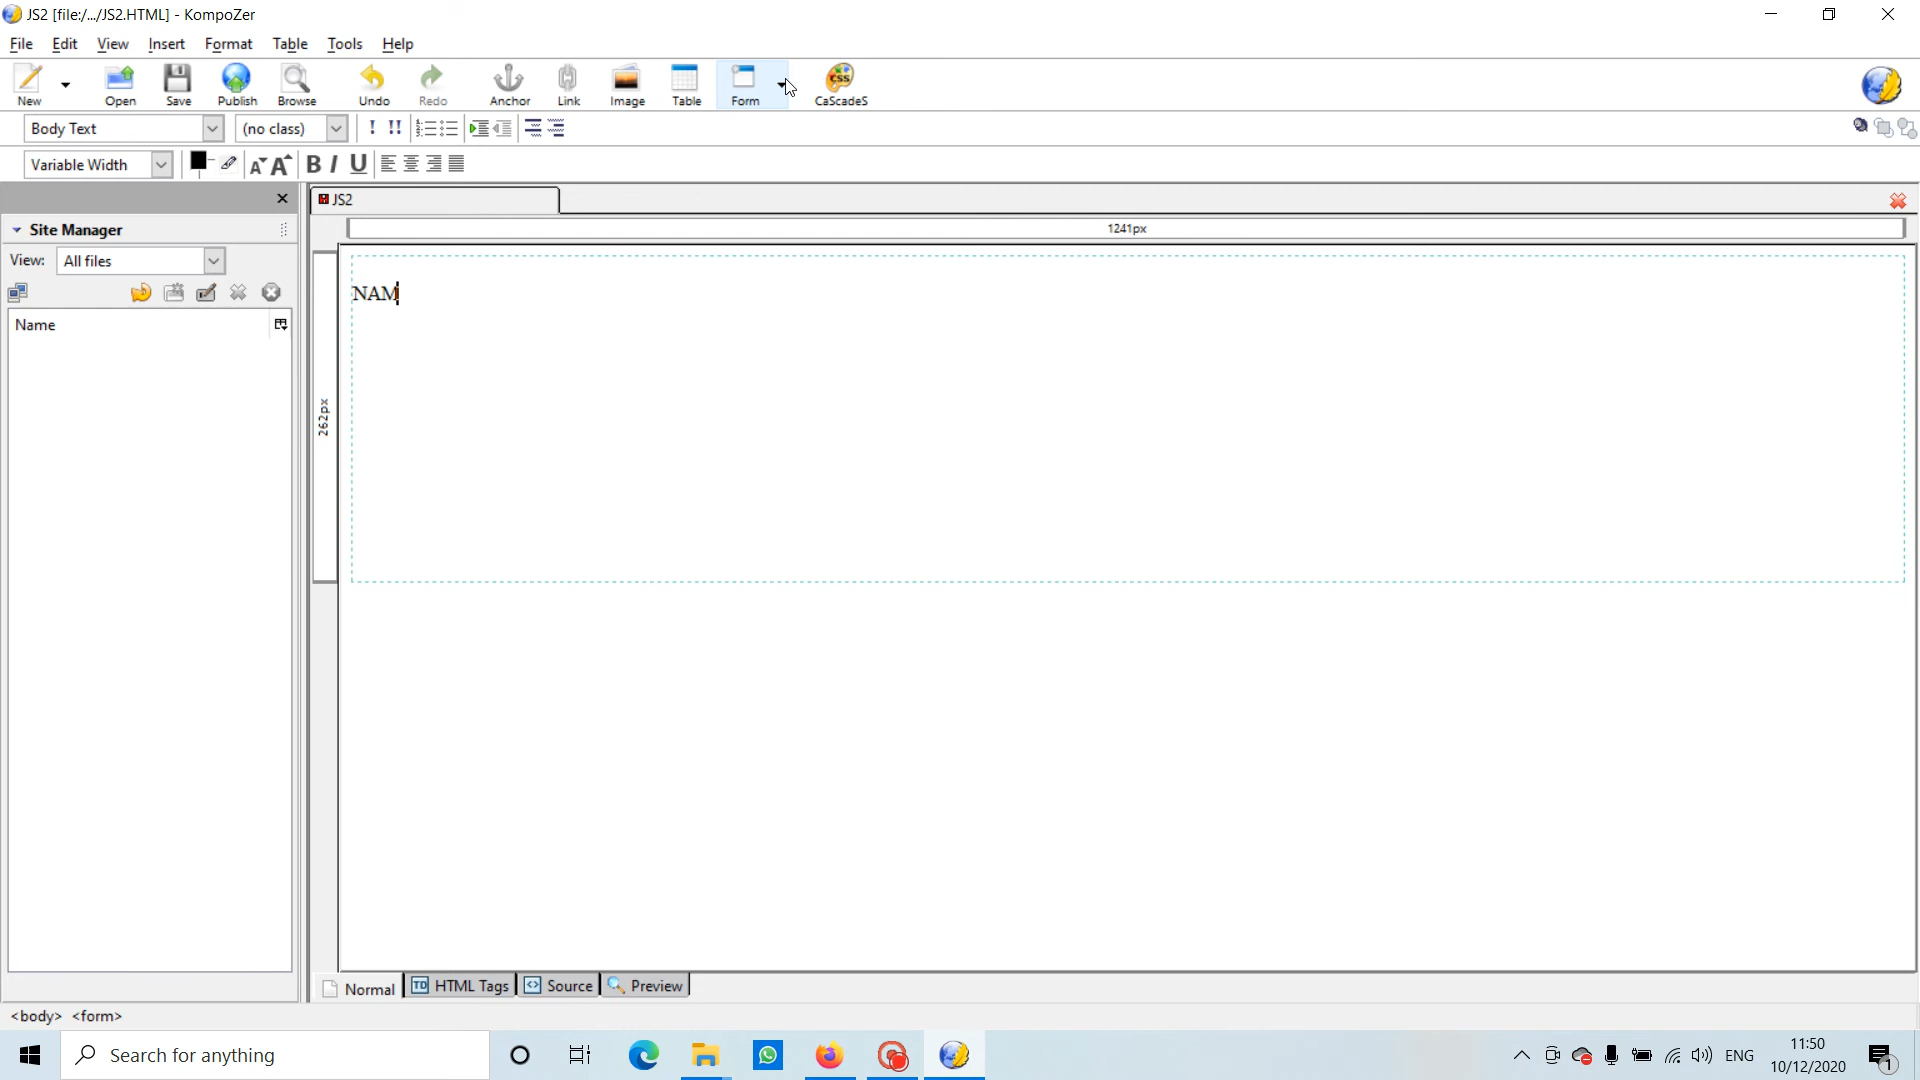 JS2 [file:/.../JS2.HTML] - KompoZer
File Edit View Insert Format Table Tools Help
New Open Save Publish Browse Undo Redo Anchor Link Image Table Form CaScadeS
Body Text (no class) ! !!
Variable Width A A B I U
JS2
Site Manager
1241px
View: All files
NAM
Name
262px
Normal TD HTML Tags Source Preview
<body> <form>
Search for anything
ENG
11:50
10/12/2020
1